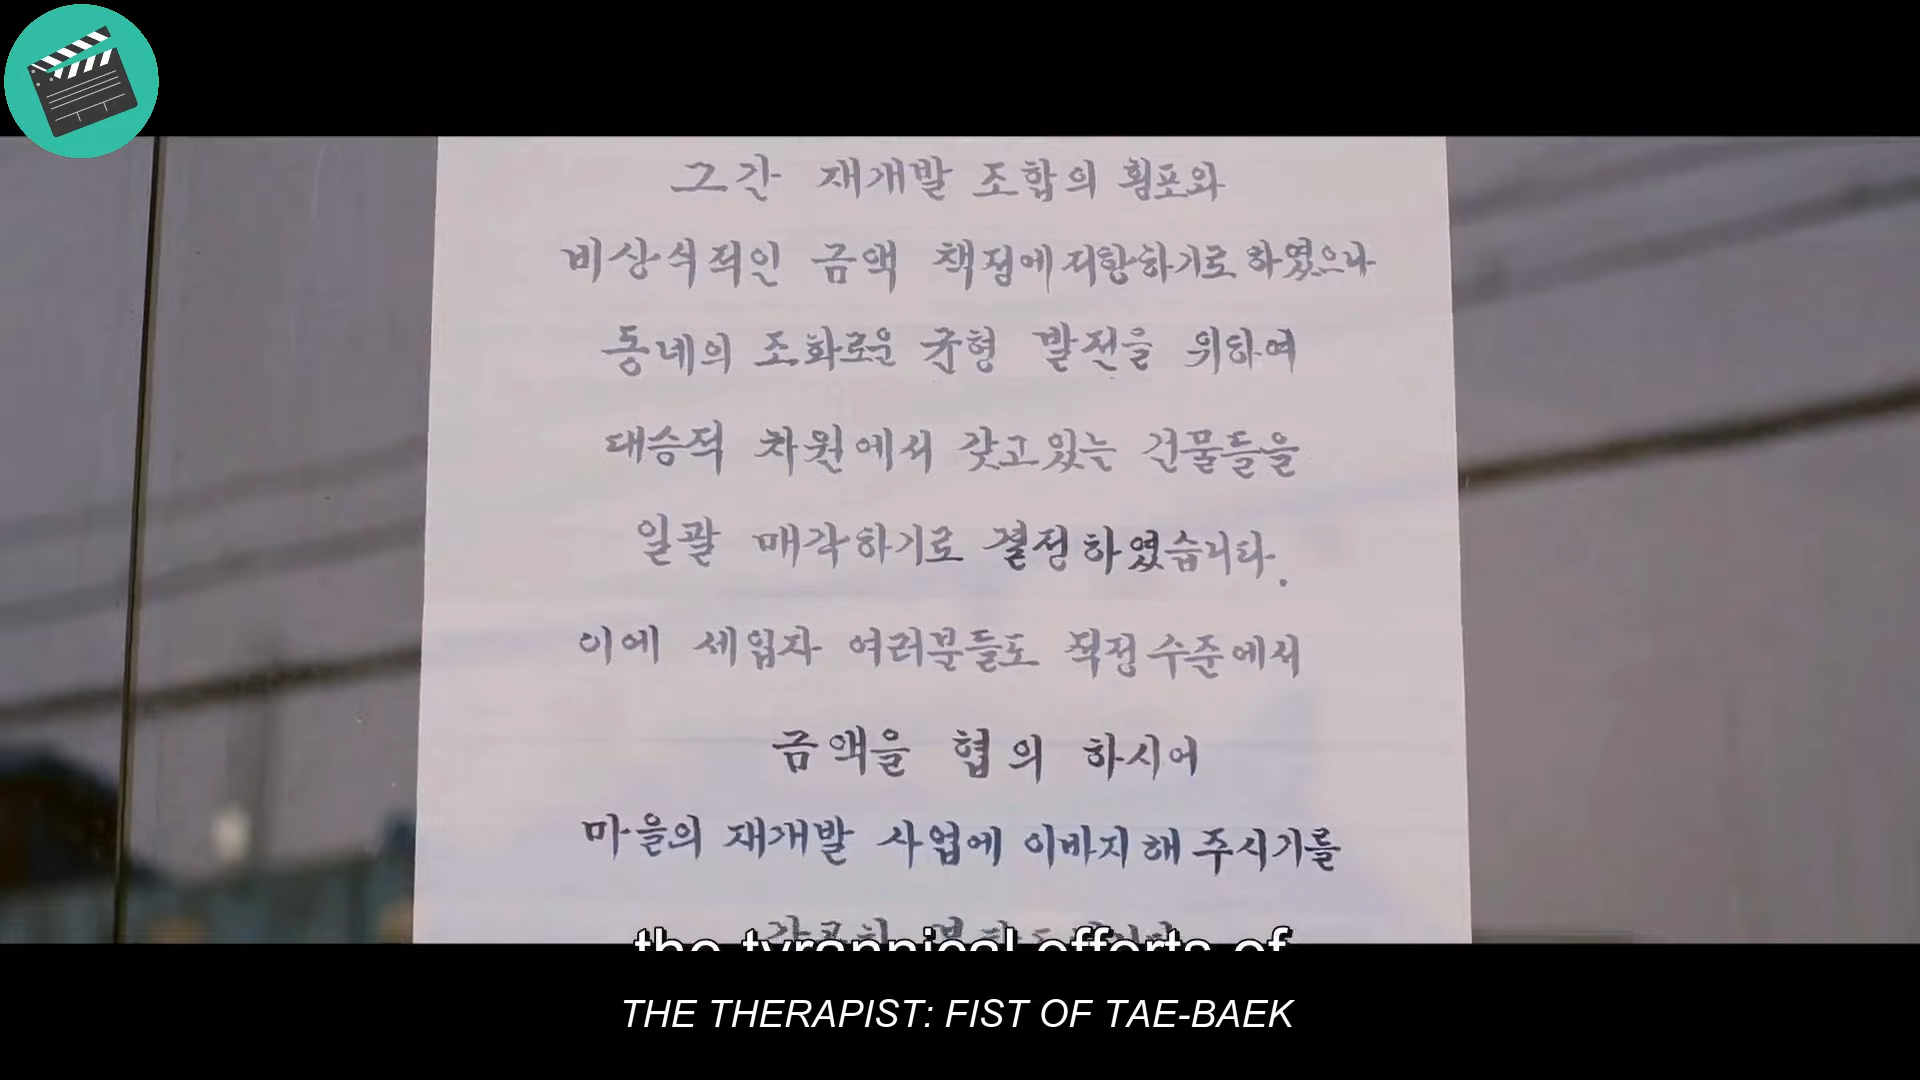 그간 재개발 조합의 횡포와
비상식적인 금액 책정에 저항하기로 하였으나
동네의 조화로운 균형 발전을 위하여
대승적 차원에서 갖고있는 건물들을
일괄 매각하기로 결정하였습니다.
이에 세입자 여러분들도 적정 수준에서
금액을 협의 하시어
마을의 재개발 사업에 이바지해 주시기를
the tyrannical efforts of
THE THERAPIST: FIST OF TAE-BAEK